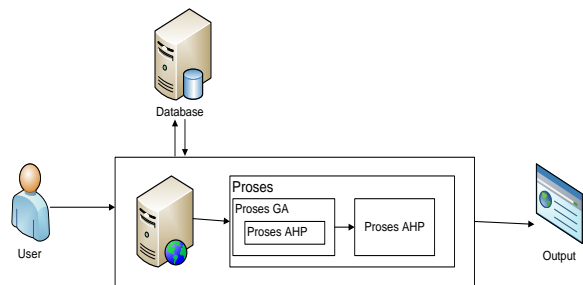 Database
Proses
Proses GA
Proses AHP
Proses AHP
User
Output